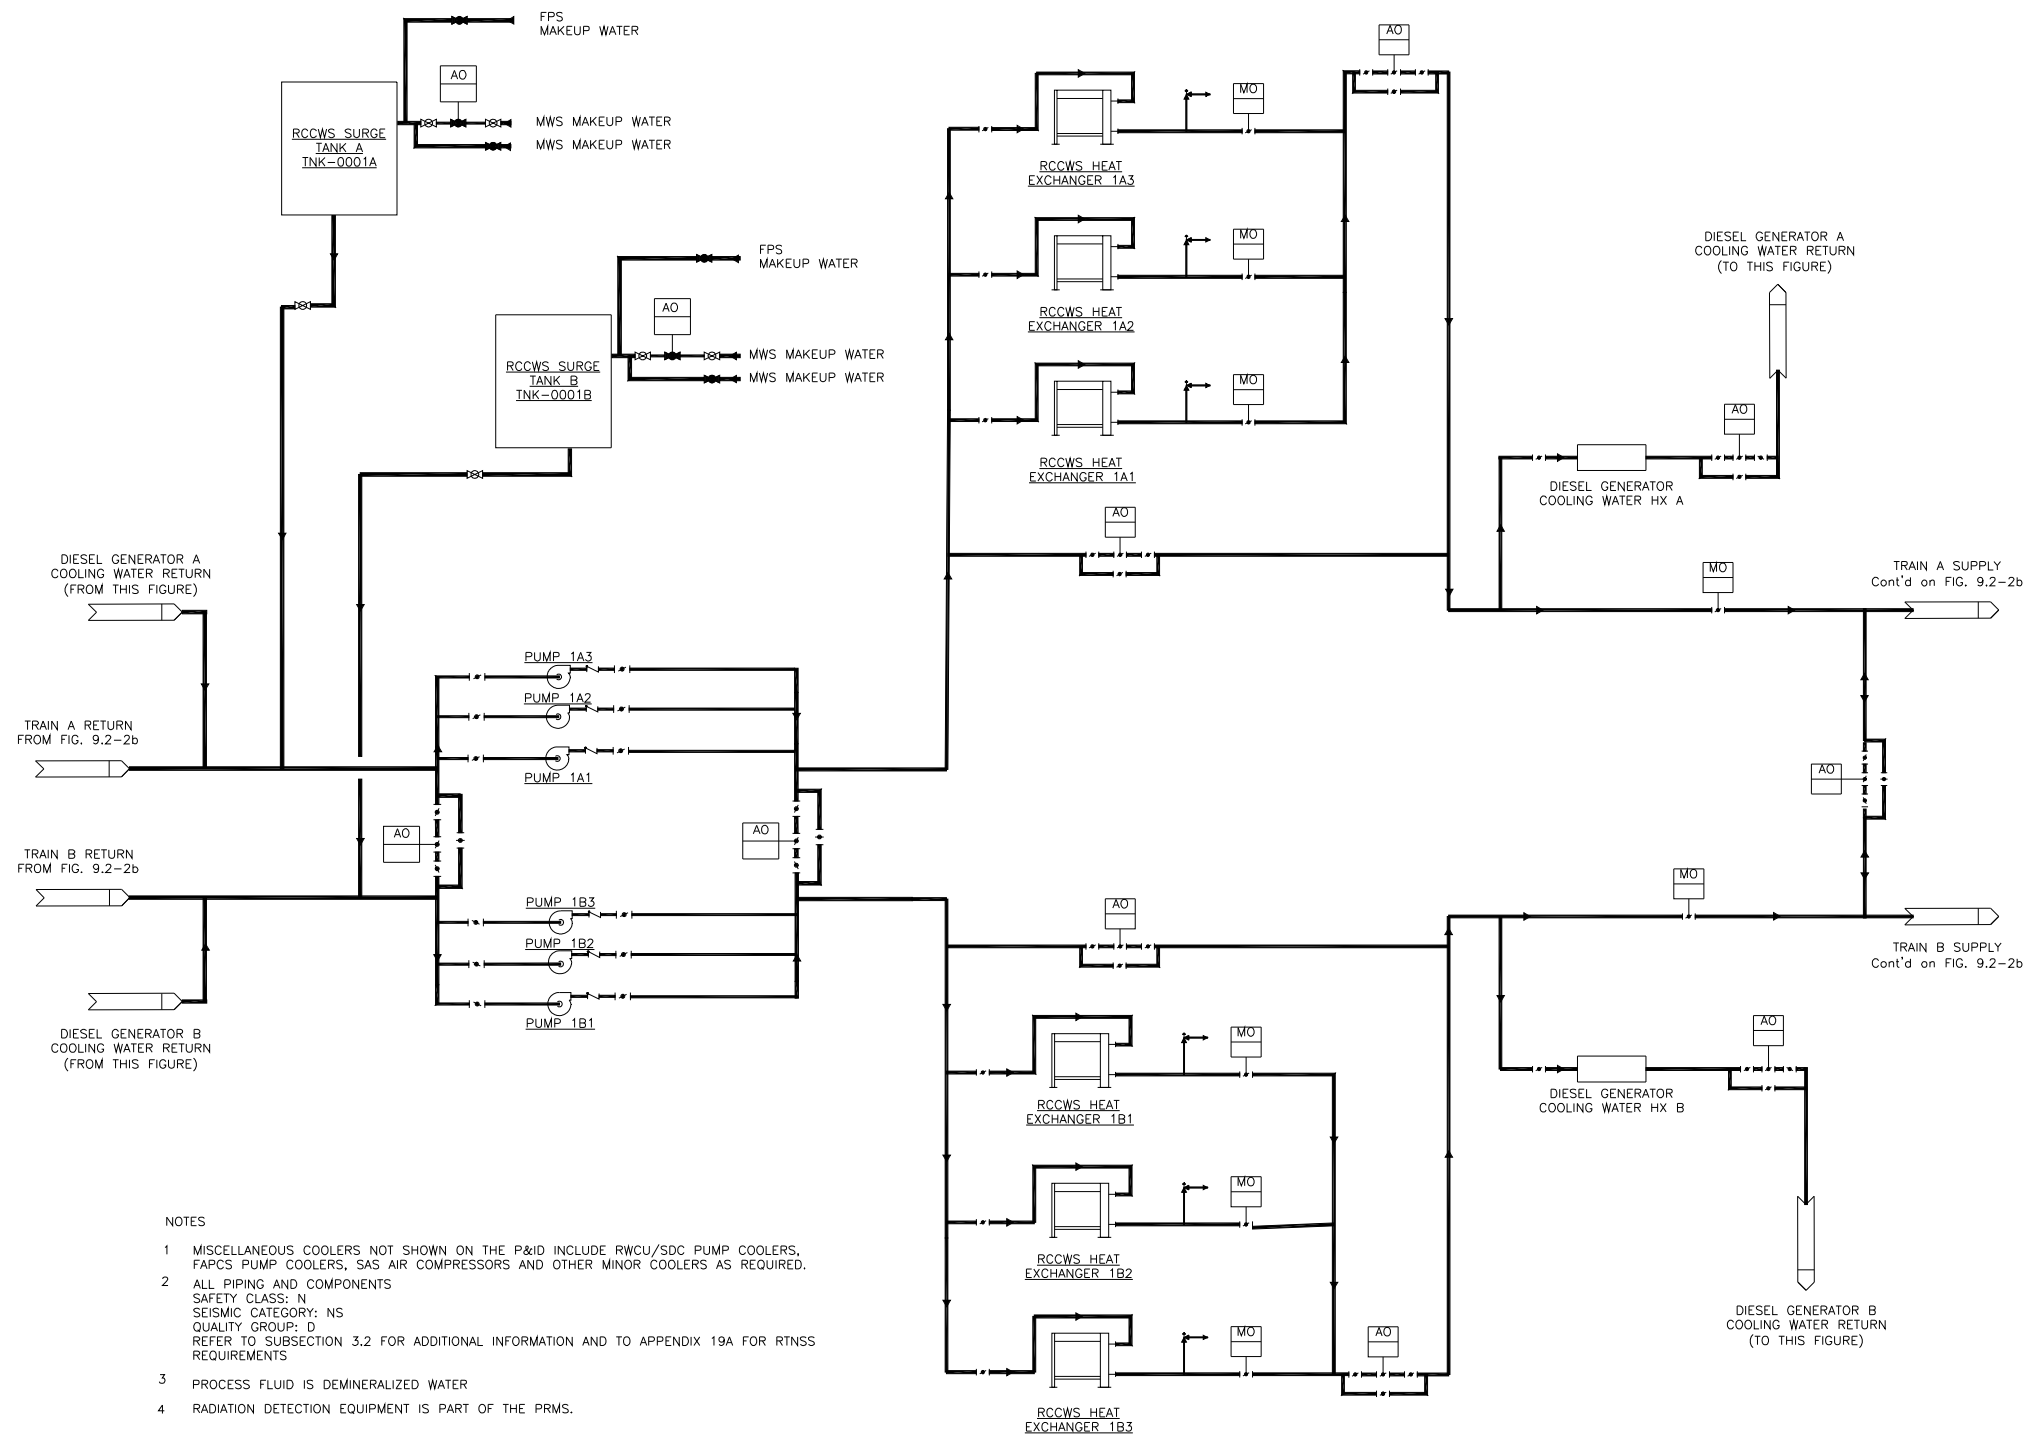 FPS
MAKEUP WATER
AO
MWS MAKEUP WATER
MWS MAKEUP WATER
RCCWS SURGE
TANK A
TNK-0001A
FPS
MAKEUP WATER
AO
MWS MAKEUP WATER
MWS MAKEUP WATER
RCCWS SURGE
TANK B
TNK-0001B
AO
MO
RCCWS HEAT
EXCHANGER 1A3
MO
RCCWS HEAT
EXCHANGER 1A2
MO
RCCWS HEAT
EXCHANGER 1A1
AO
DIESEL GENERATOR A
COOLING WATER RETURN
(TO THIS FIGURE)
AO
DIESEL GENERATOR
COOLING WATER HX A
MO
TRAIN A SUPPLY
Cont'd on FIG. 9.2-2b
DIESEL GENERATOR A
COOLING WATER RETURN
(FROM THIS FIGURE)
TRAIN A RETURN
FROM FIG. 9.2-2b
PUMP 1A3
PUMP 1A2
PUMP 1A1
AO
AO
AO
TRAIN B RETURN
FROM FIG. 9.2-2b
PUMP 1B3
PUMP 1B2
PUMP 1B1
DIESEL GENERATOR B
COOLING WATER RETURN
(FROM THIS FIGURE)
AO
MO
TRAIN B SUPPLY
Cont'd on FIG. 9.2-2b
MO
RCCWS HEAT
EXCHANGER 1B1
MO
RCCWS HEAT
EXCHANGER 1B2
MO
RCCWS HEAT
EXCHANGER 1B3
AO
AO
DIESEL GENERATOR
COOLING WATER HX B
DIESEL GENERATOR B
COOLING WATER RETURN
(TO THIS FIGURE)
NOTES
1 MISCELLANEOUS COOLERS NOT SHOWN ON THE P&ID INCLUDE RWCU/SDC PUMP COOLERS,
FAPCS PUMP COOLERS, SAS AIR COMPRESSORS AND OTHER MINOR COOLERS AS REQUIRED.
2 ALL PIPING AND COMPONENTS
SAFETY CLASS: N
SEISMIC CATEGORY: NS
QUALITY GROUP: D
REFER TO SUBSECTION 3.2 FOR ADDITIONAL INFORMATION AND TO APPENDIX 19A FOR RTNSS
REQUIREMENTS
3 PROCESS FLUID IS DEMINERALIZED WATER
4 RADIATION DETECTION EQUIPMENT IS PART OF THE PRMS.